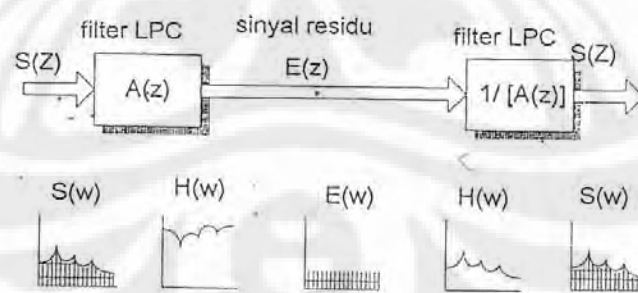 filter LPC
sinyal residu
filter LPC
S(Z)
A(z)
E(z)
1/ [A(z)]
S(Z)
S(w)
H(w)
E(w)
H(w)
S(w)